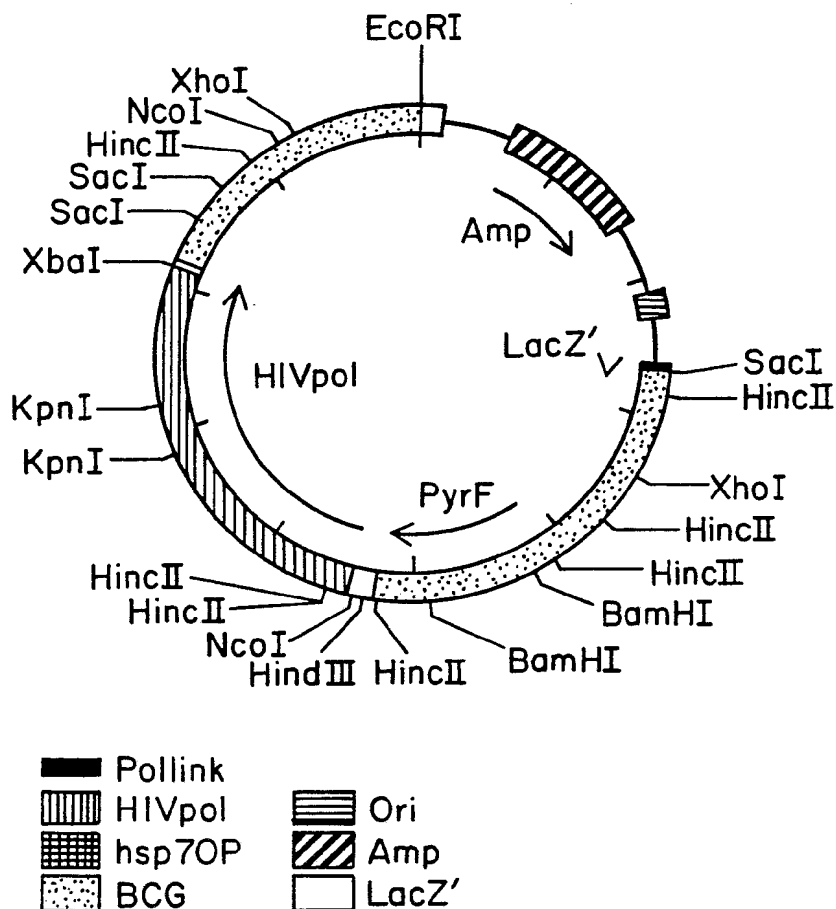 EcoRI
XhoI
NcoI
HincII
SacI
SacI
XbaI
KpnI
KpnI
HincII
HincII
NcoI
HindIII
HincII
BamHI
BamHI
HincII
HincII
XhoI
HincII
SacI
Amp
LacZ'
HIVpol
PyrF
Pollink
HIVpol
hsp70P
BCG
Ori
Amp
LacZ'